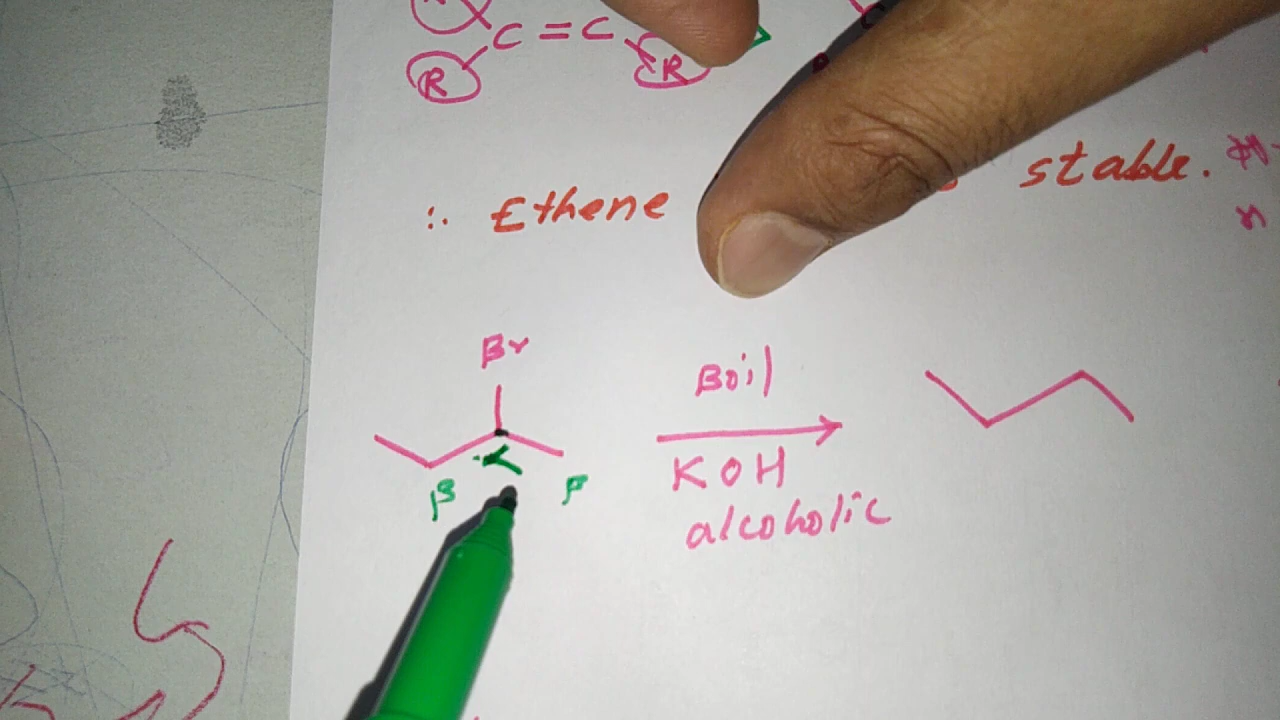 R C = C R
∴ Ethene stable.
Br
Boil
KOH
alcoholic
α
β β